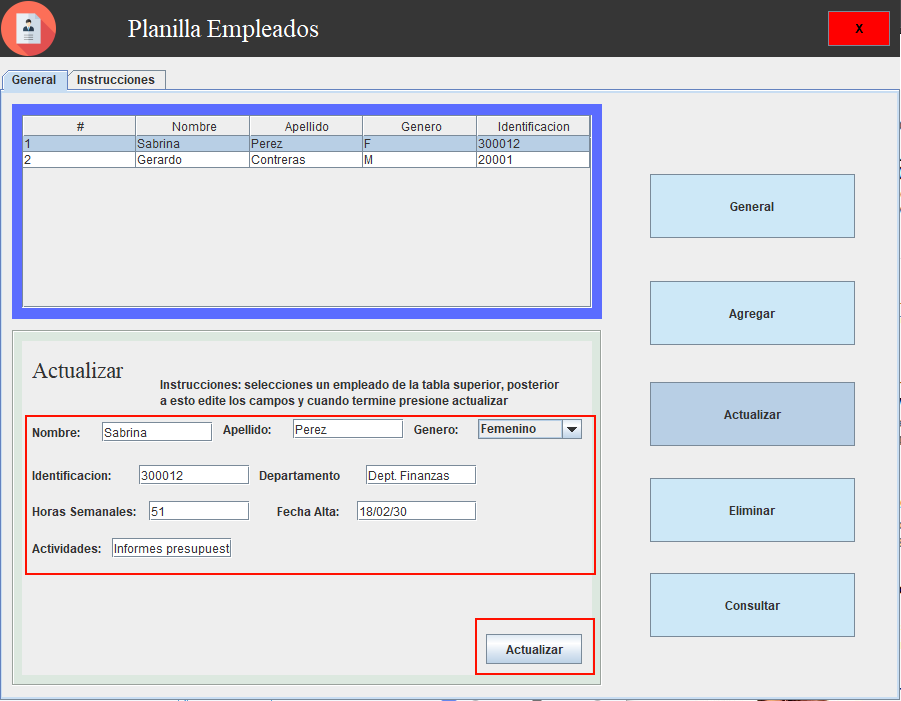 Planilla Empleados
X
General Instrucciones
# Nombre Apellido Genero Identificacion
1 Sabrina Perez F 300012
2 Gerardo Contreras M 20001
General
Agregar
Actualizar
Eliminar
Consultar
Actualizar
Instrucciones: selecciones un empleado de la tabla superior, posterior
a esto edite los campos y cuando termine presione actualizar
Nombre: Sabrina Apellido: Perez Genero: Femenino
Identificacion: 300012 Departamento Dept. Finanzas
Horas Semanales: 51 Fecha Alta: 18/02/30
Actividades: Informes presupuest
Actualizar